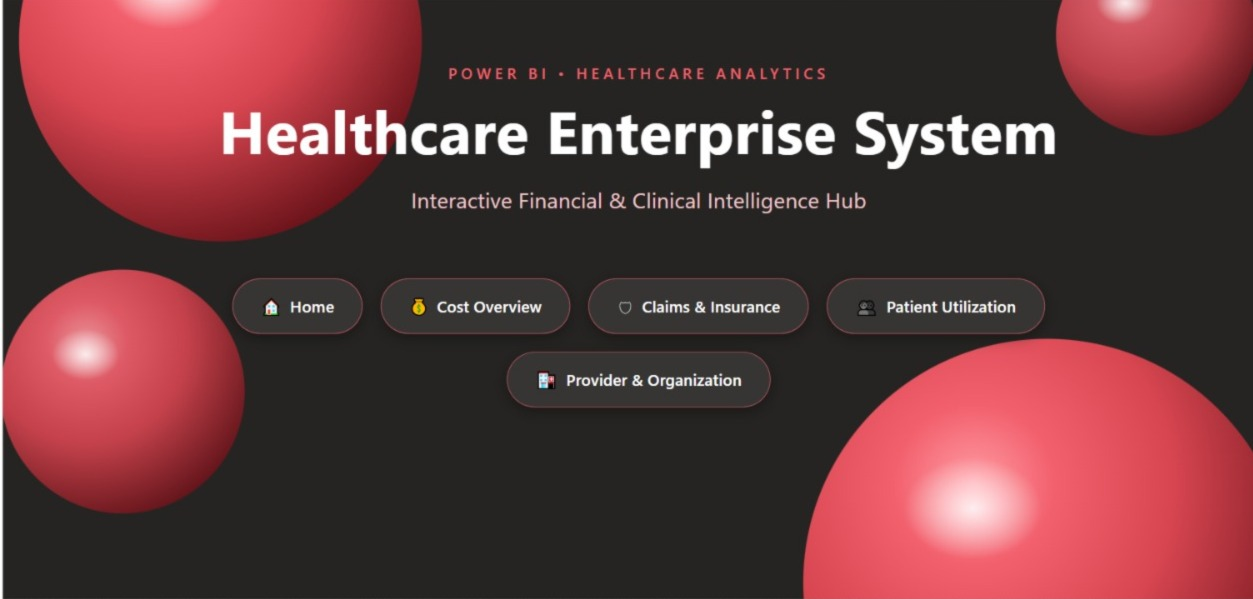 POWER BI • HEALTHCARE ANALYTICS
Healthcare Enterprise System
Interactive Financial & Clinical Intelligence Hub
Home
Cost Overview
Claims & Insurance
Patient Utilization
Provider & Organization